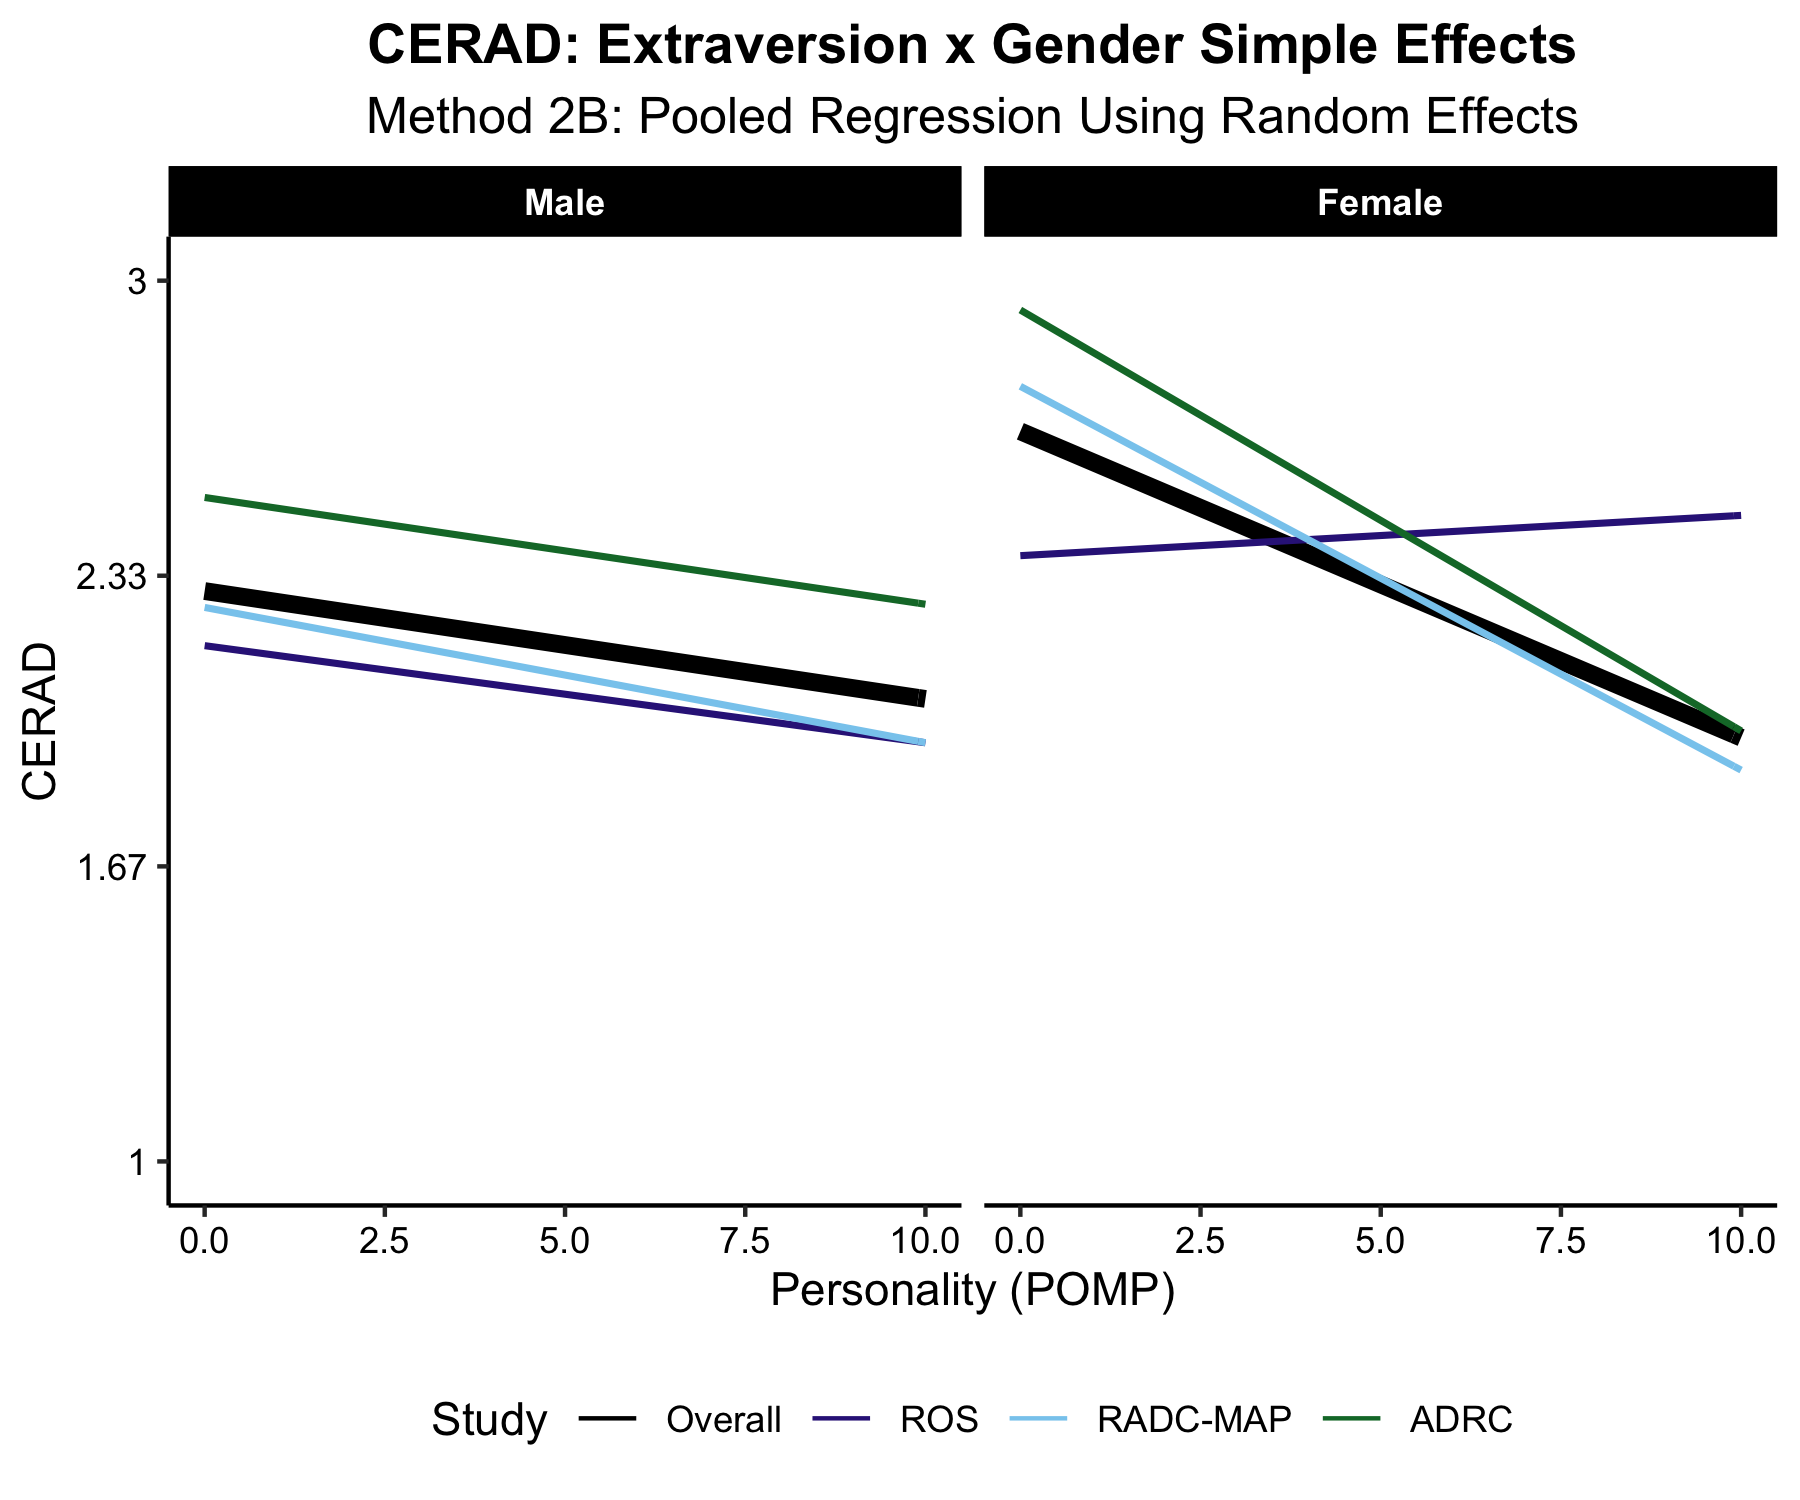 CERAD: Extraversion x Gender Simple Effects
Method 2B: Pooled Regression Using Random Effects
Male
Female
CERAD
3
2.33
1.67
1
0.0 2.5 5.0 7.5 10.0
0.0 2.5 5.0 7.5 10.0
Personality (POMP)
Study Overall ROS RADC-MAP ADRC